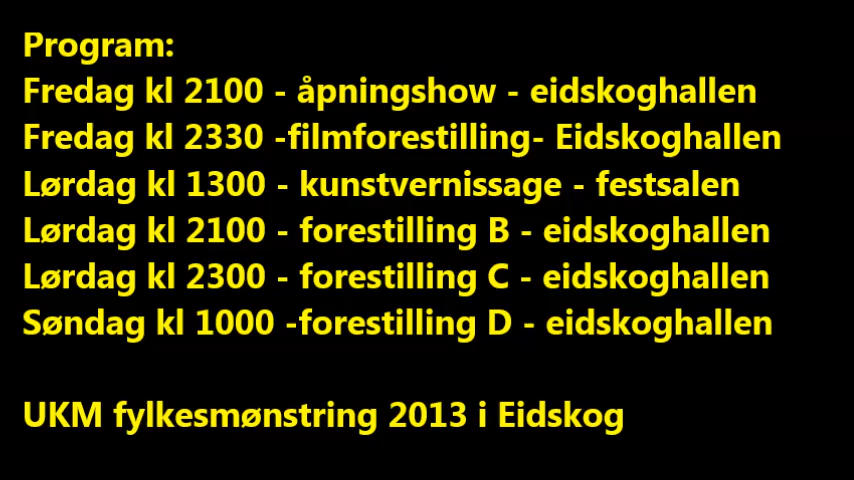 Program:
Fredag kl 2100 - åpningshow - eidskoghallen
Fredag kl 2330 -filmforestilling- Eidskoghallen
Lørdag kl 1300 - kunstvernissage - festsalen
Lørdag kl 2100 - forestilling B - eidskoghallen
Lørdag kl 2300 - forestilling C - eidskoghallen
Søndag kl 1000 -forestilling D - eidskoghallen
UKM fylkesmønstring 2013 i Eidskog